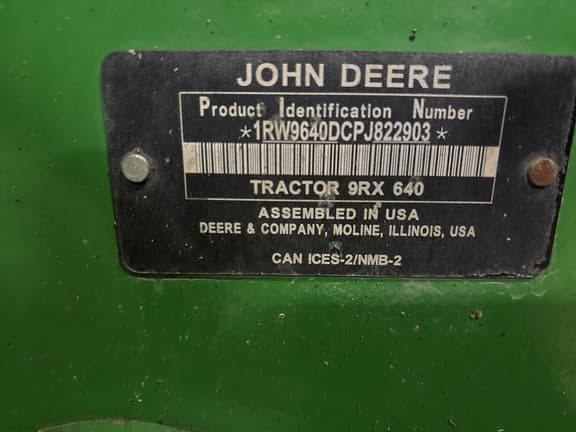 JOHN DEERE
Product Identification Number
*1RW9640DCPJ822903*
TRACTOR 9RX 640
ASSEMBLED IN USA
DEERE & COMPANY, MOLINE, ILLINOIS, USA
CAN ICES-2/NMB-2